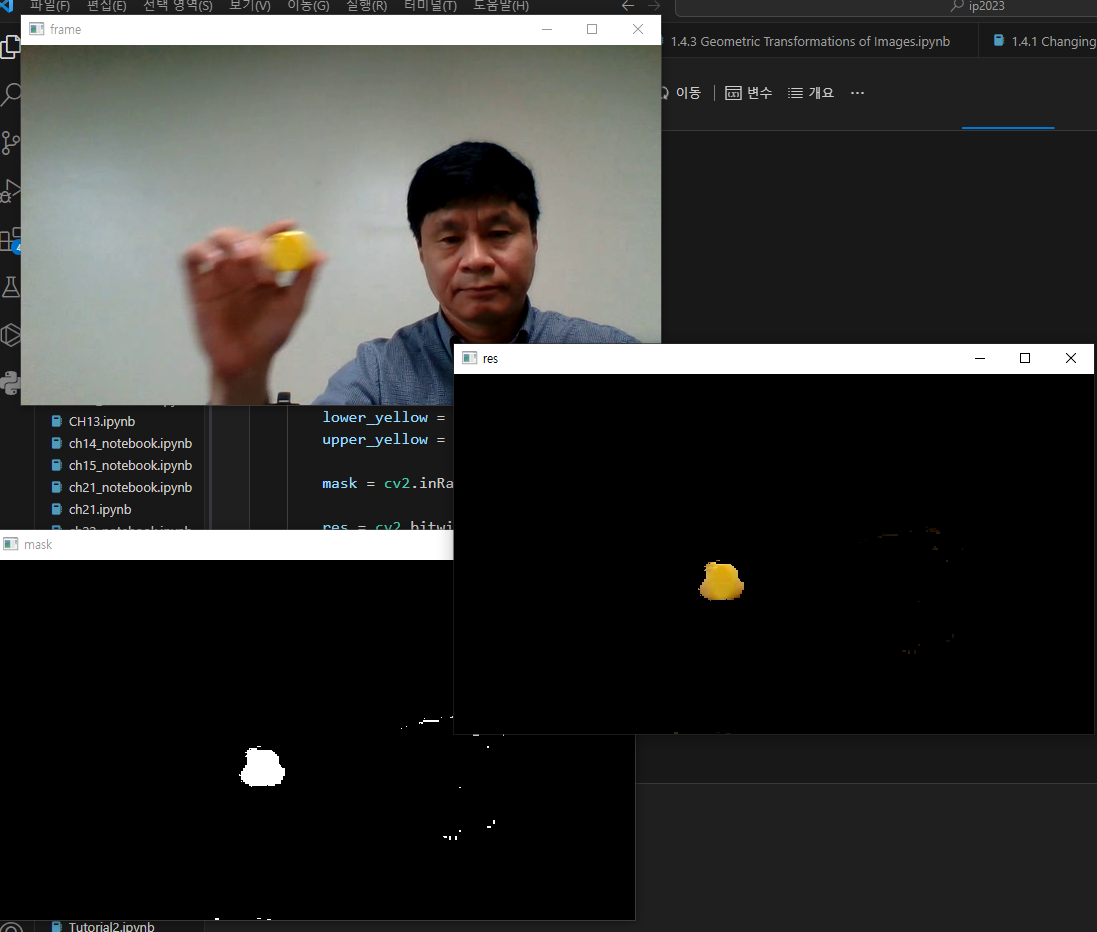 파일(F) 편집(E) 선택 영역(S) 보기(V) 이동(G) 실행(R) 터미널(T) 도움말(H)
ip2023
frame
1.4.3 Geometric Transformations of Images.ipynb
1.4.1 Changing
이동
변수
개요
res
CH13.ipynb
ch14_notebook.ipynb
ch15_notebook.ipynb
ch21_notebook.ipynb
ch21.ipynb
lower_yellow =
upper_yellow =
mask = cv2.inRa
res = cv2.bitwi
mask
Tutorial2.ipynb